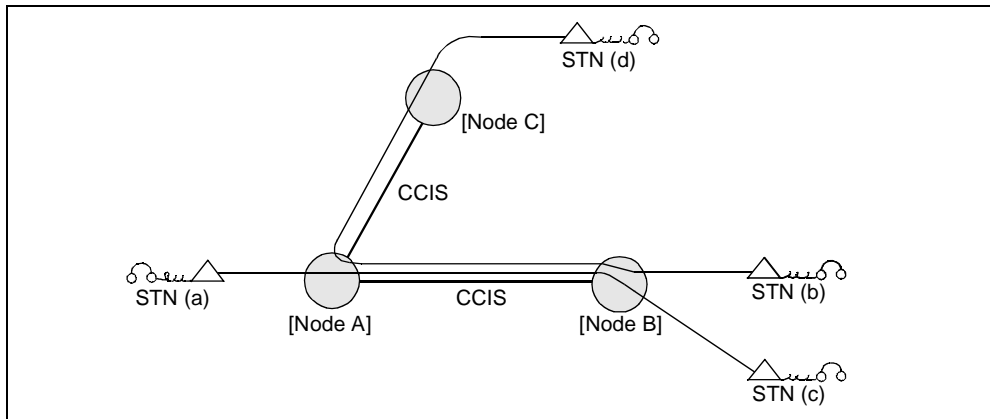 STN (d)
[Node C]
CCIS
STN (a)
CCIS
STN (b)
[Node A]
[Node B]
STN (c)